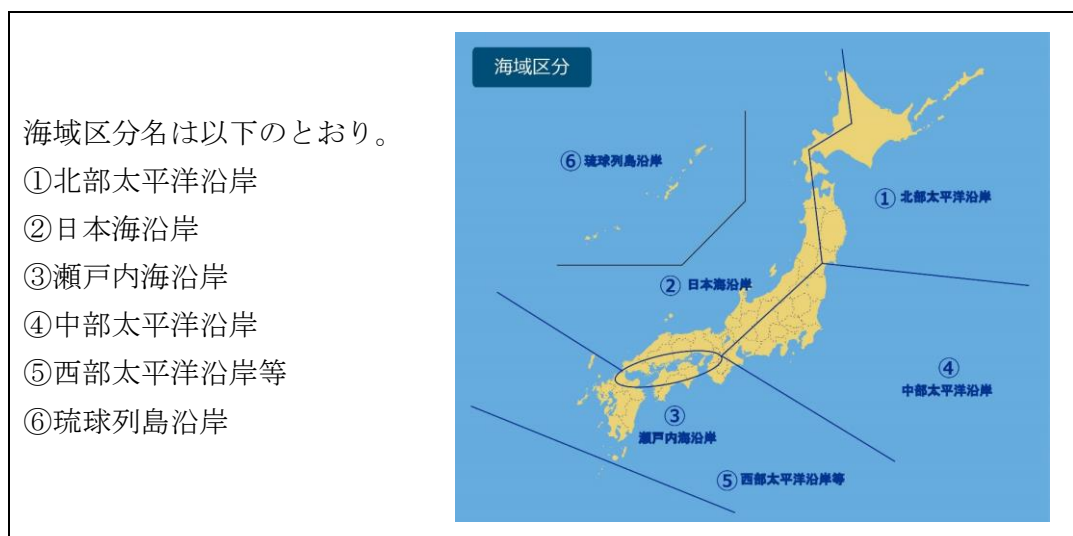 海域区分名は以下のとおり。
①北部太平洋沿岸
②日本海沿岸
③瀬戸内海沿岸
④中部太平洋沿岸
⑤西部太平洋沿岸等
⑥琉球列島沿岸
海域区分
⑥琉球列島沿岸
①北部太平洋沿岸
②日本海沿岸
④
中部太平洋沿岸
③
瀬戸内海沿岸
⑤西部太平洋沿岸等